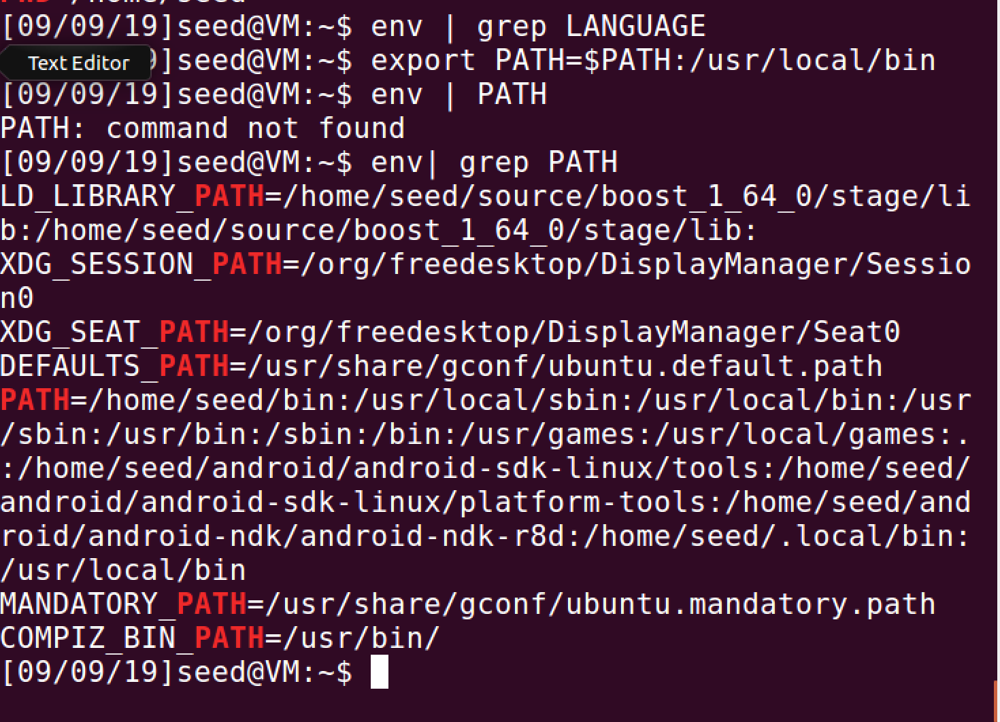 /home/seed
[09/09/19]seed@VM:~$ env | grep LANGUAGE
Text Editor
]seed@VM:~$ export PATH=$PATH:/usr/local/bin
[09/09/19]seed@VM:~$ env | PATH
PATH: command not found
[09/09/19]seed@VM:~$ env| grep PATH
LD_LIBRARY_PATH=/home/seed/source/boost_1_64_0/stage/li
b:/home/seed/source/boost_1_64_0/stage/lib:
XDG_SESSION_PATH=/org/freedesktop/DisplayManager/Sessio
n0
XDG_SEAT_PATH=/org/freedesktop/DisplayManager/Seat0
DEFAULTS_PATH=/usr/share/gconf/ubuntu.default.path
PATH=/home/seed/bin:/usr/local/sbin:/usr/local/bin:/usr
/sbin:/usr/bin:/sbin:/bin:/usr/games:/usr/local/games:.
:/home/seed/android/android-sdk-linux/tools:/home/seed/
android/android-sdk-linux/platform-tools:/home/seed/and
roid/android-ndk/android-ndk-r8d:/home/seed/.local/bin:
/usr/local/bin
MANDATORY_PATH=/usr/share/gconf/ubuntu.mandatory.path
COMPIZ_BIN_PATH=/usr/bin/
[09/09/19]seed@VM:~$